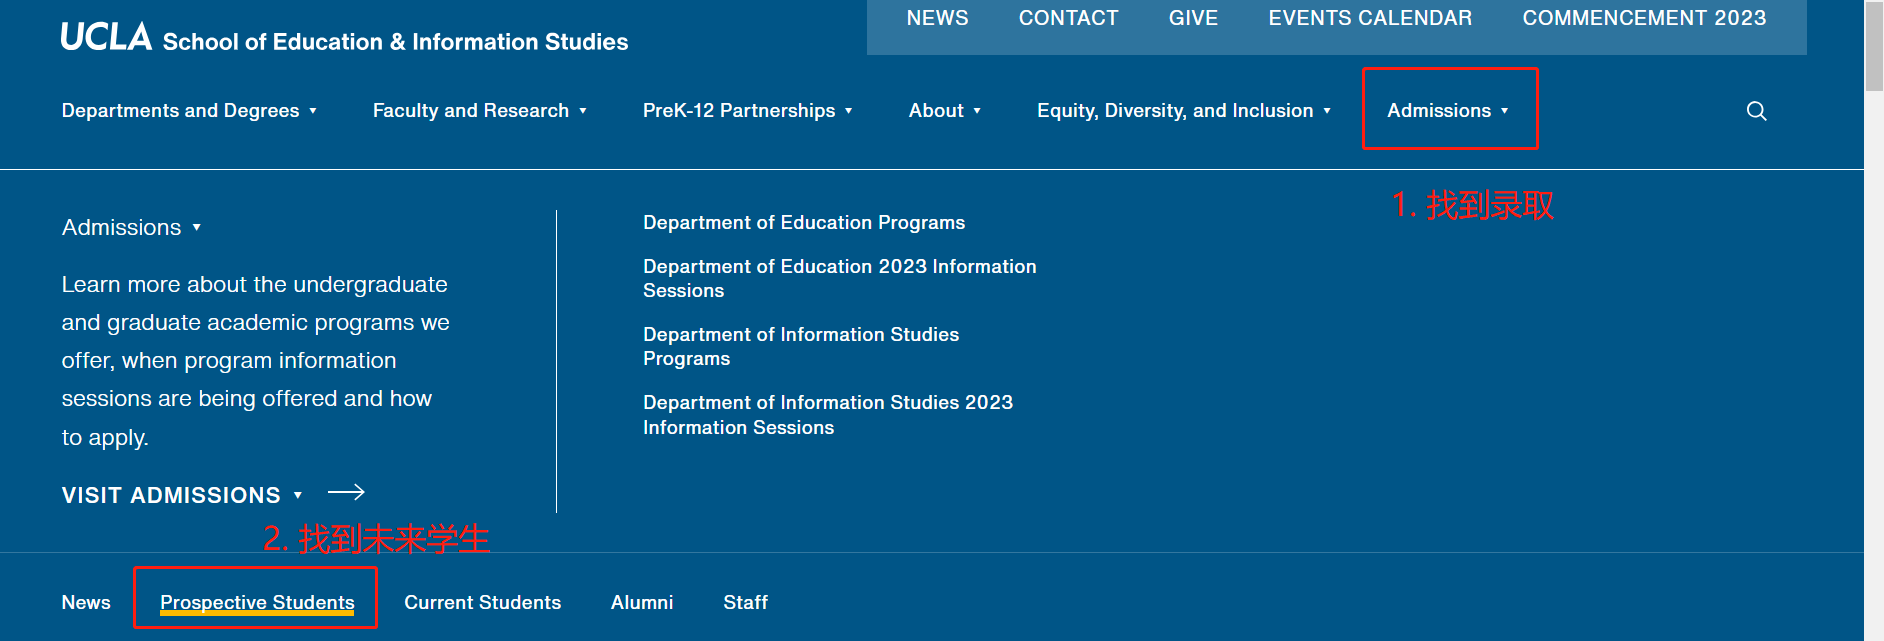 NEWS CONTACT GIVE EVENTS CALENDAR COMMENCEMENT 2023
UCLA School of Education & Information Studies
Departments and Degrees Faculty and Research PreK-12 Partnerships About Equity, Diversity, and Inclusion Admissions
1. 找到录取
Admissions
Learn more about the undergraduate
and graduate academic programs we
offer, when program information
sessions are being offered and how
to apply.
VISIT ADMISSIONS
Department of Education Programs
Department of Education 2023 Information
Sessions
Department of Information Studies
Programs
Department of Information Studies 2023
Information Sessions
2. 找到未来学生
News Prospective Students Current Students Alumni Staff